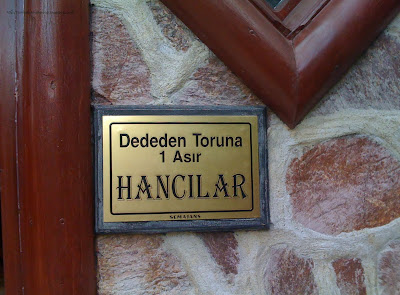 Dededen Toruna
1 Asır
HANCILAR